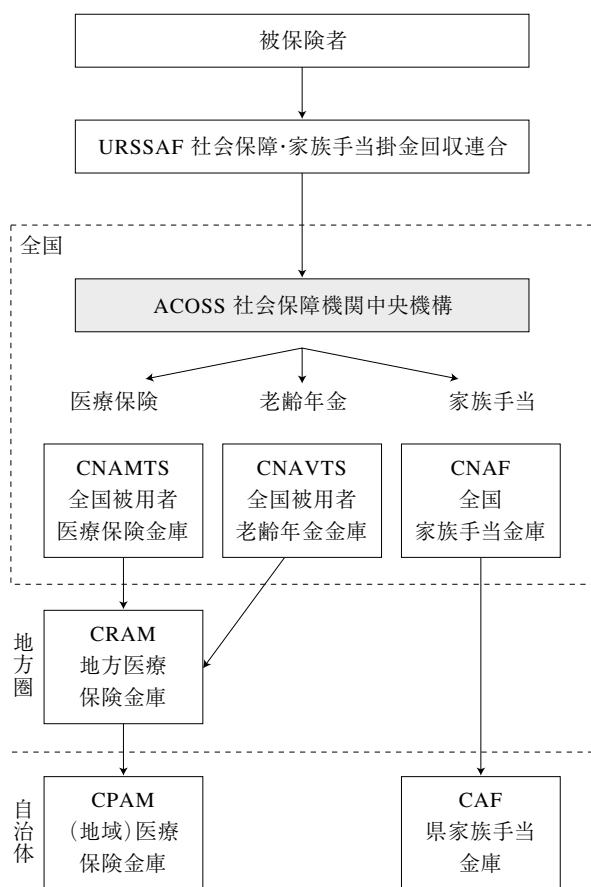 被保険者
URSSAF 社会保障・家族手当掛金回収連合
全国
ACOSS 社会保障機関中央機構
医療保険
老齢年金
家族手当
CNAMTS
全国被用者
医療保険金庫
CNAVTS
全国被用者
老齢年金金庫
CNAF
全国
家族手当金庫
地方圏
CRAM
地方医療
保険金庫
自治体
CPAM
(地域)医療
保険金庫
CAF
県家族手当
金庫